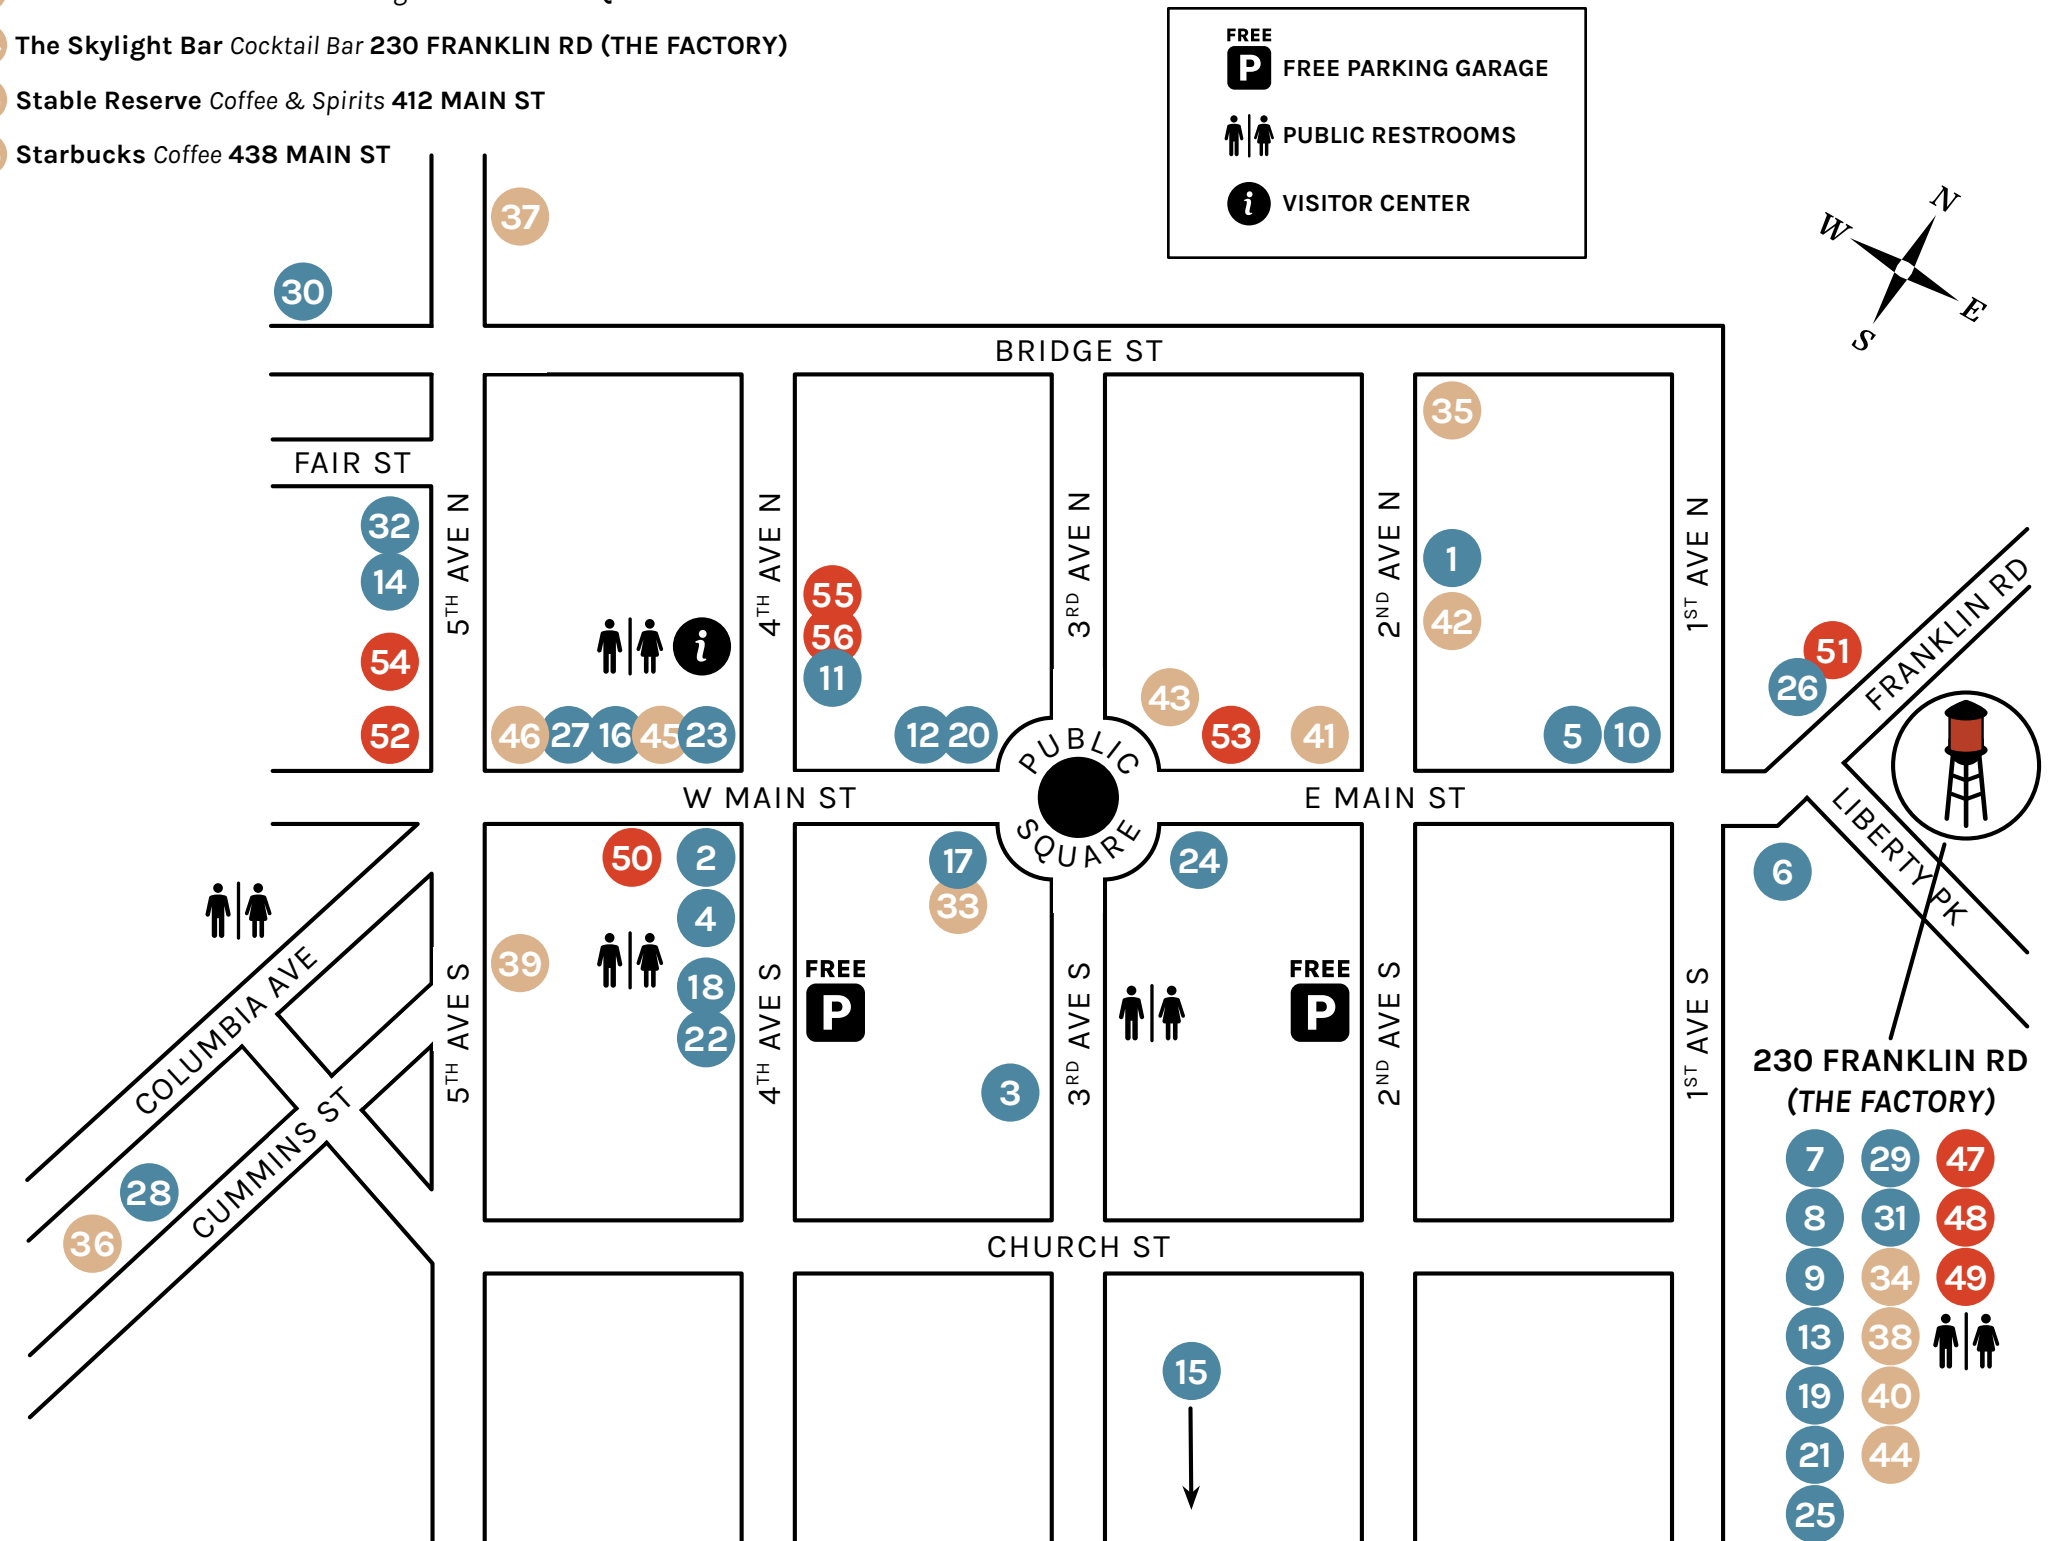 The Skylight Bar Cocktail Bar 230 FRANKLIN RD (THE FACTORY)
Stable Reserve Coffee & Spirits 412 MAIN ST
Starbucks Coffee 438 MAIN ST
FREE
P FREE PARKING GARAGE
PUBLIC RESTROOMS
i VISITOR CENTER
N
W
E
S
37
30
BRIDGE ST
35
FAIR ST
32
14
54
52
5TH AVE N
4TH AVE N
3RD AVE N
2ND AVE N
1ST AVE N
i
55
56
11
1
42
43
51
26
FRANKLIN RD
46 27 16 45 23
12 20
53
41
5
10
PUBLIC
SQUARE
W MAIN ST
E MAIN ST
LIBERTY PK
50
2
4
39
18
22
17
33
24
6
FREE
P
FREE
P
3
COLUMBIA AVE
CUMMINS ST
28
36
5TH AVE S
4TH AVE S
3RD AVE S
2ND AVE S
1ST AVE S
CHURCH ST
15
230 FRANKLIN RD
(THE FACTORY)
7 29 47
8 31 48
9 34 49
13 38
19 40
21 44
25